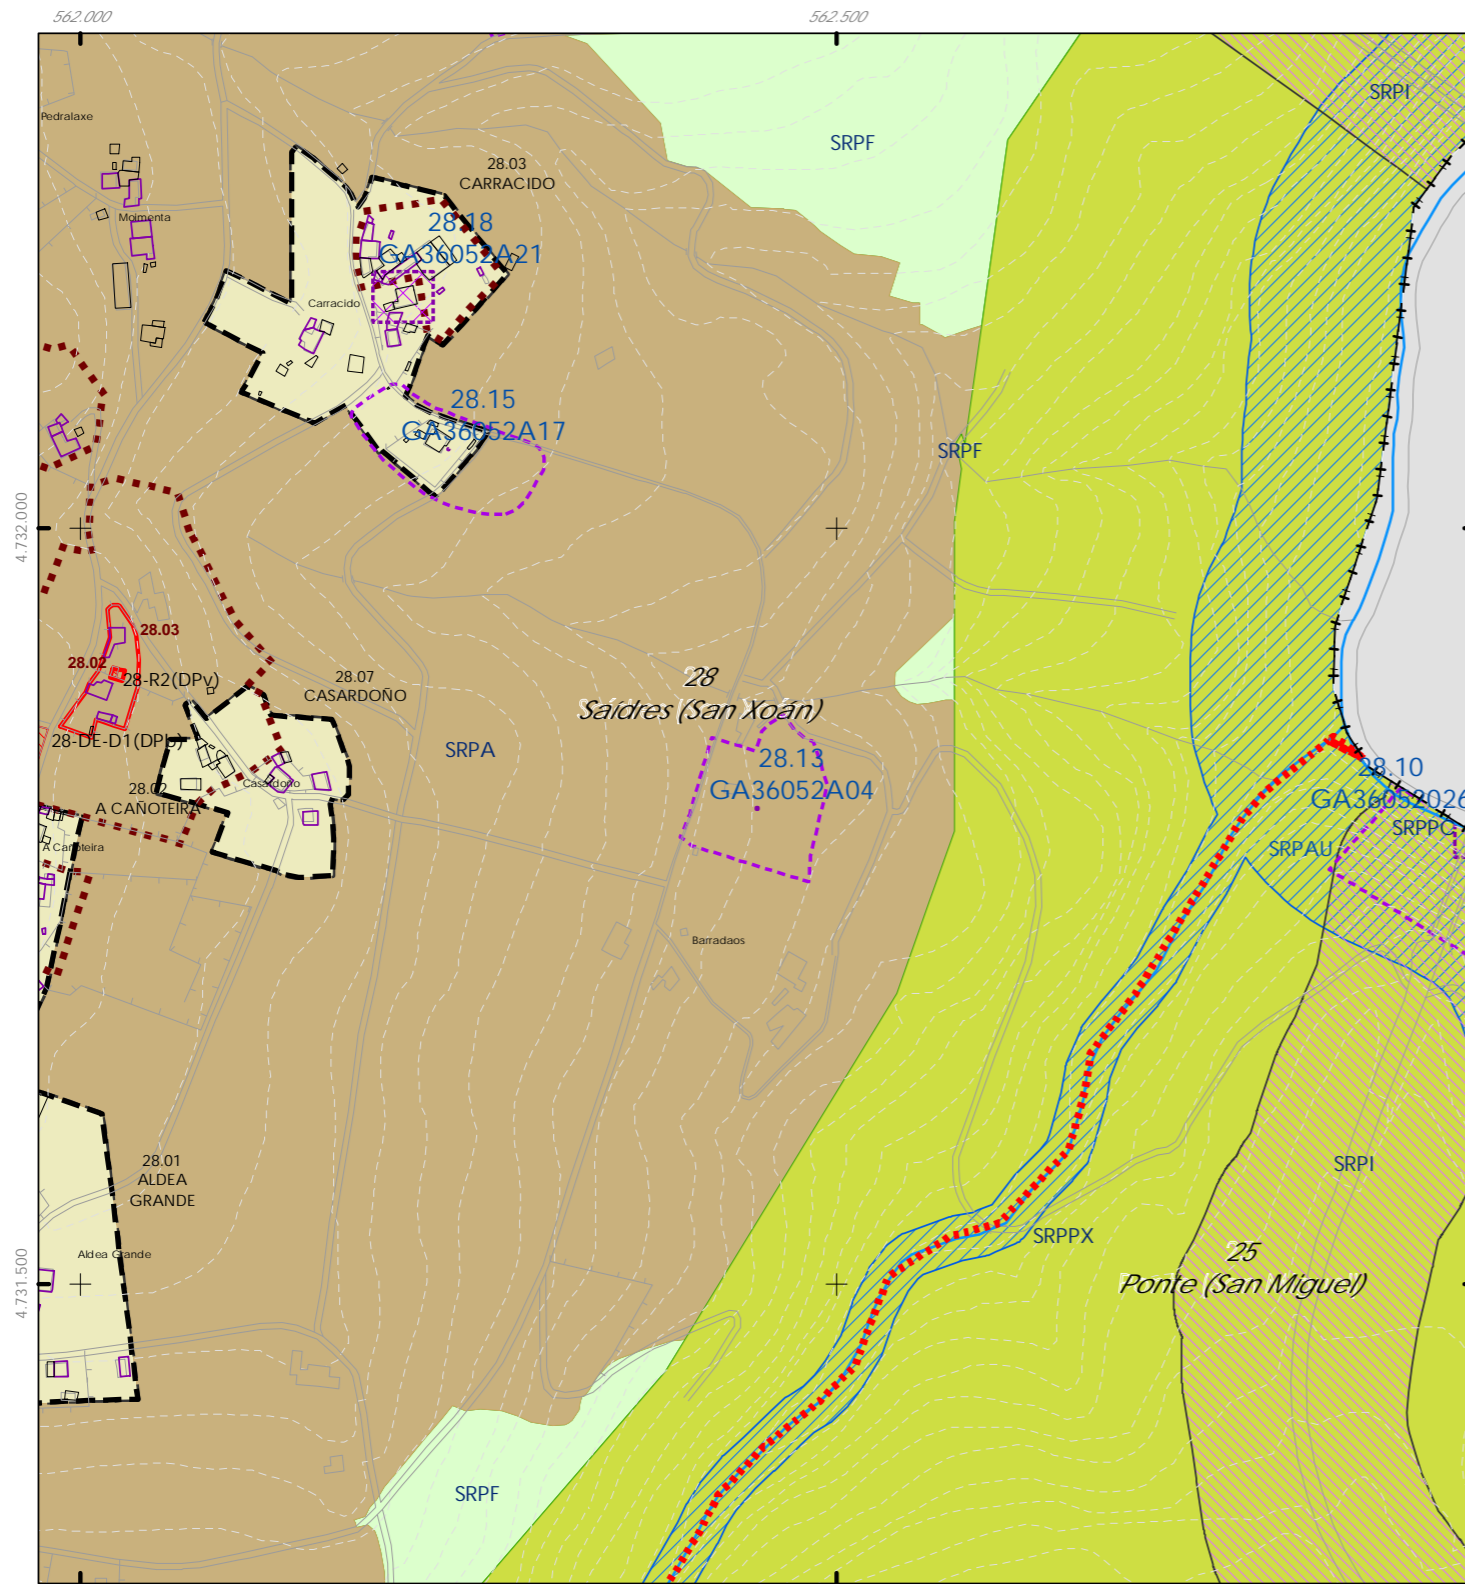 562.000
562.500
SRPI
Pedralaxe
SRPF
28.03
CARRACIDO
Moimenta
28.18
GA36052A21
Carracido
28.15
GA36052A17
SRPF
4.732.000
28.03
28.02
28-R2(DPv)
28.07
CASARDOÑO
28
Saídres (San Xoán)
28-DE-D1(DPb)
SRPA
28.13
GA36052A04
28.10
GA36052026
Casardoño
28.02
A CAÑOTEIRA
SRPPC
A Cañoteira
SRPAU
Barradaos
28.01
ALDEA
GRANDE
SRPI
SRPPX
Aldea Grande
25
Ponte (San Miguel)
4.731.500
SRPF